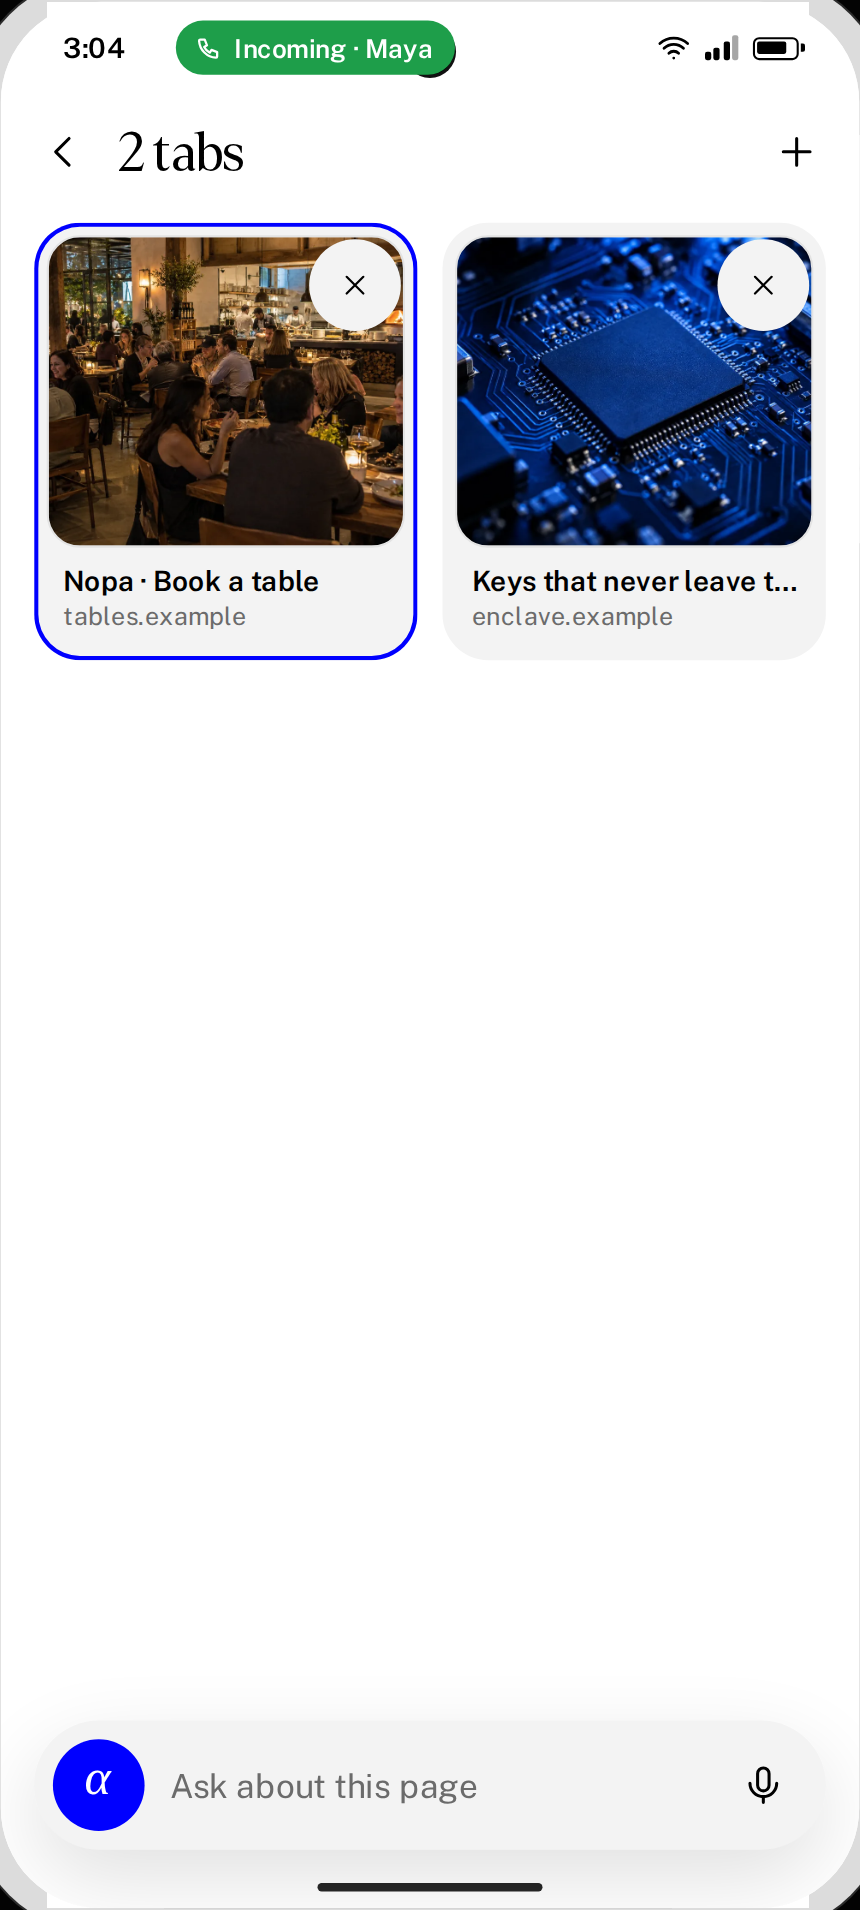 3:04
Incoming · Maya
2 tabs
Nopa · Book a table
tables.example
Keys that never leave t...
enclave.example
α
Ask about this page